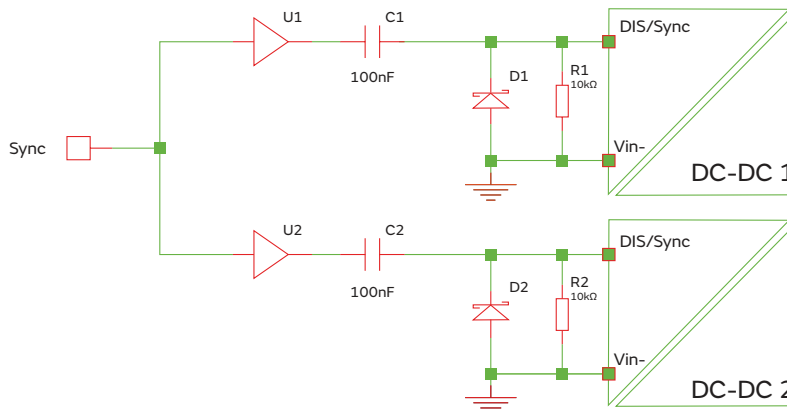 U1
C1
100nF
DIS/Sync
D1
R1
10kΩ
Sync
Vin-
DC-DC 1
U2
C2
100nF
DIS/Sync
D2
R2
10kΩ
Vin-
DC-DC 2